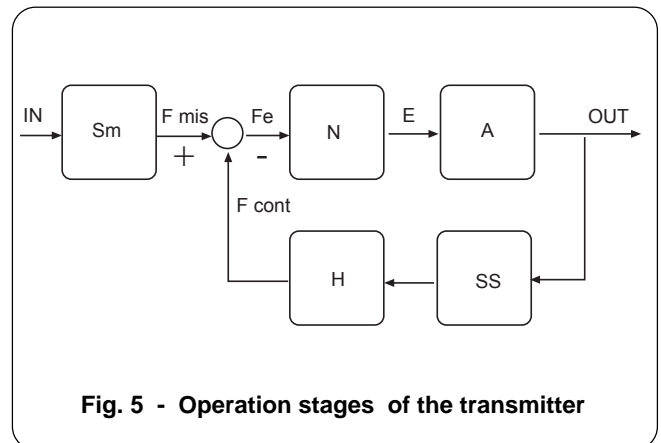 IN
Sm
F mis
+
Fe
-
N
E
A
OUT
F cont
H
SS
Fig. 5 - Operation stages of the transmitter